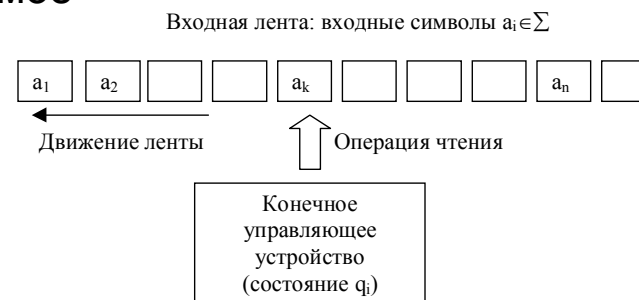 Входная лента: входные символы aᵢ∈∑
a₁ a₂ aₖ aₙ
Движение ленты
Операция чтения
Конечное
управляющее
устройство
(состояние qᵢ)